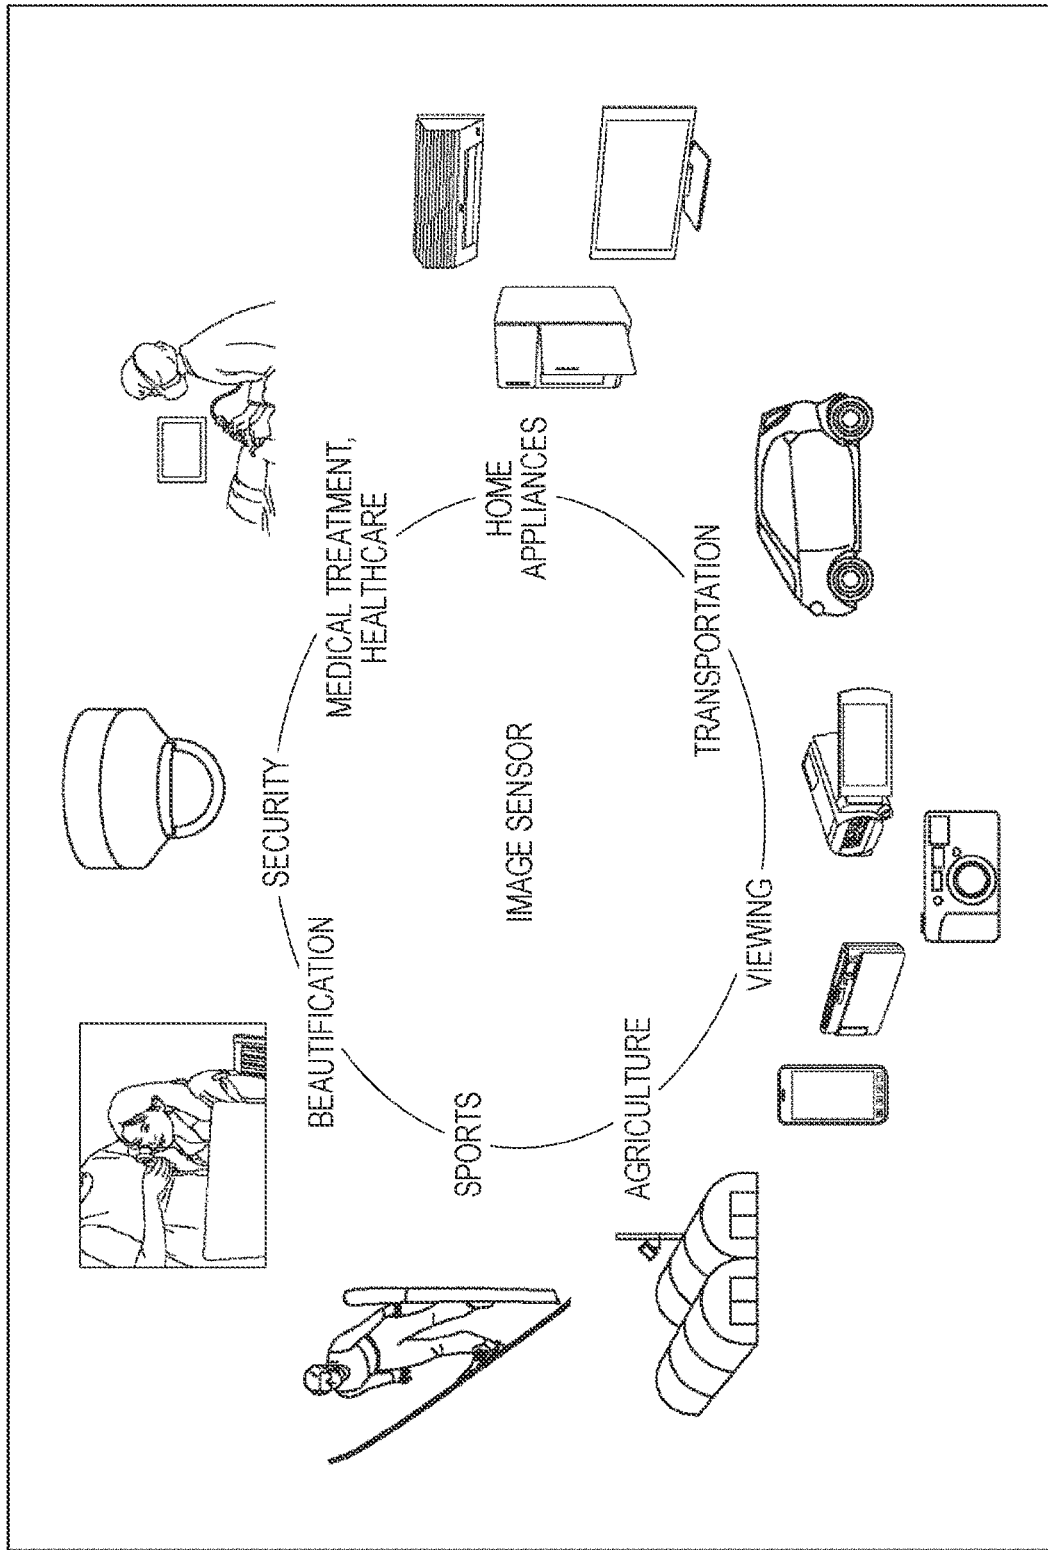 SECURITY
BEAUTIFICATION
MEDICAL TREATMENT,
HEALTHCARE
SPORTS
IMAGE SENSOR
HOME
APPLIANCES
AGRICULTURE
TRANSPORTATION
VIEWING